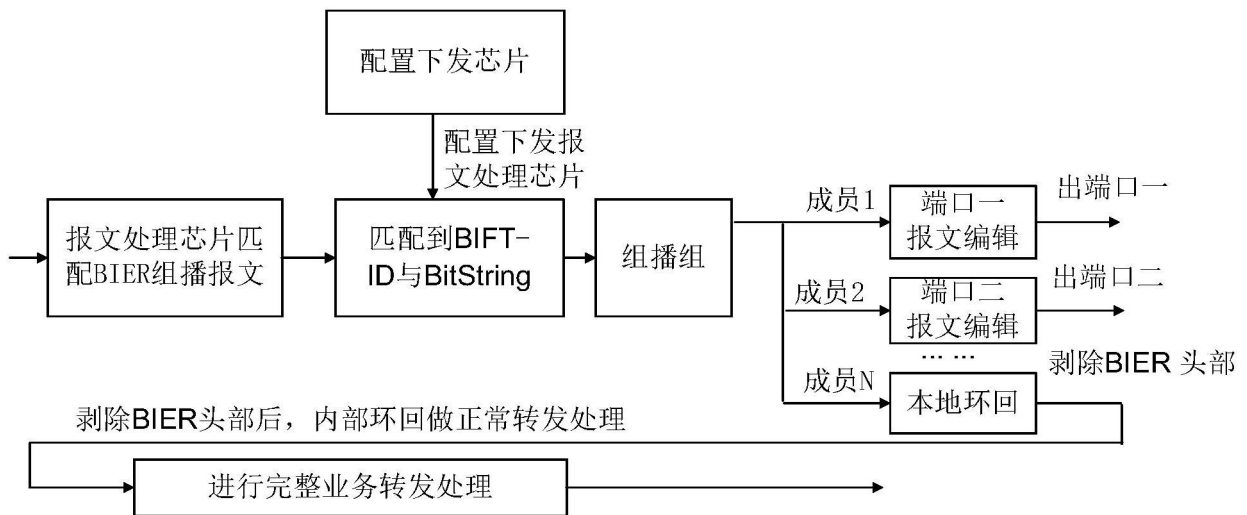 配置下发芯片
配置下发报
文处理芯片
报文处理芯片匹
配BIER组播报文
匹配到BIFT-
ID与BitString
组播组
成员1
端口一
报文编辑
出端口一
成员2
端口二
报文编辑
出端口二
…  …
成员N
本地环回
剥除BIER 头部
剥除BIER头部后，内部环回做正常转发处理
进行完整业务转发处理